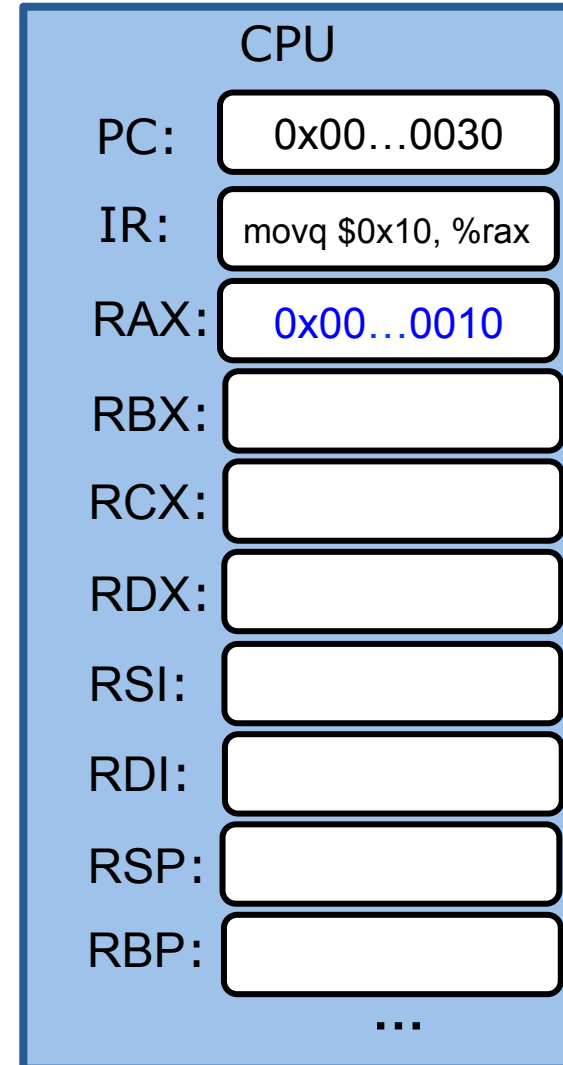 CPU
PC: 0x00…0030
IR: movq $0x10, %rax
RAX: 0x00…0010
RBX:
RCX:
RDX:
RSI:
RDI:
RSP:
RBP:
…